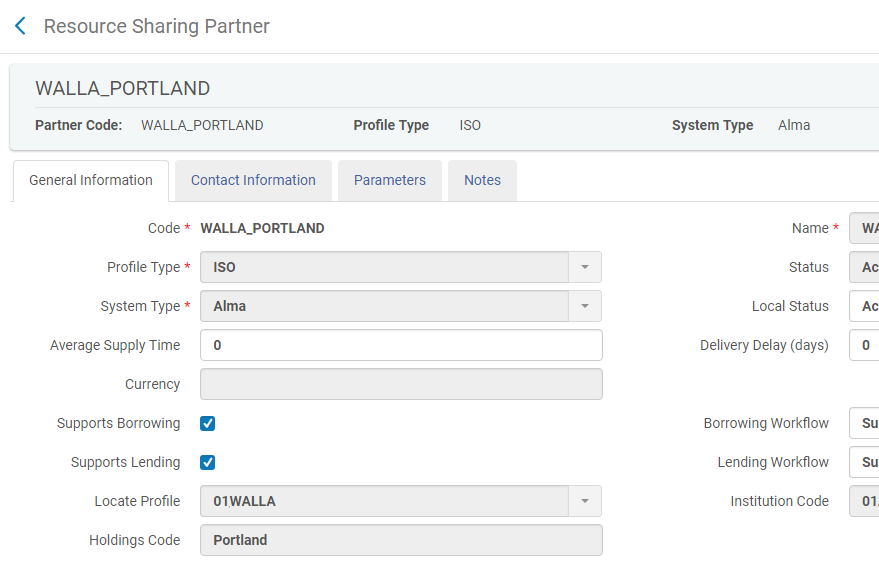 Resource Sharing Partner
WALLA_PORTLAND
Partner Code: WALLA_PORTLAND Profile Type ISO System Type Alma
General Information Contact Information Parameters Notes
Code * WALLA_PORTLAND Name * WA
Profile Type * ISO Status Ac
System Type * Alma Local Status Ac
Average Supply Time 0 Delivery Delay (days) 0
Currency
Supports Borrowing Borrowing Workflow Su
Supports Lending Lending Workflow Su
Locate Profile 01WALLA Institution Code 01
Holdings Code Portland